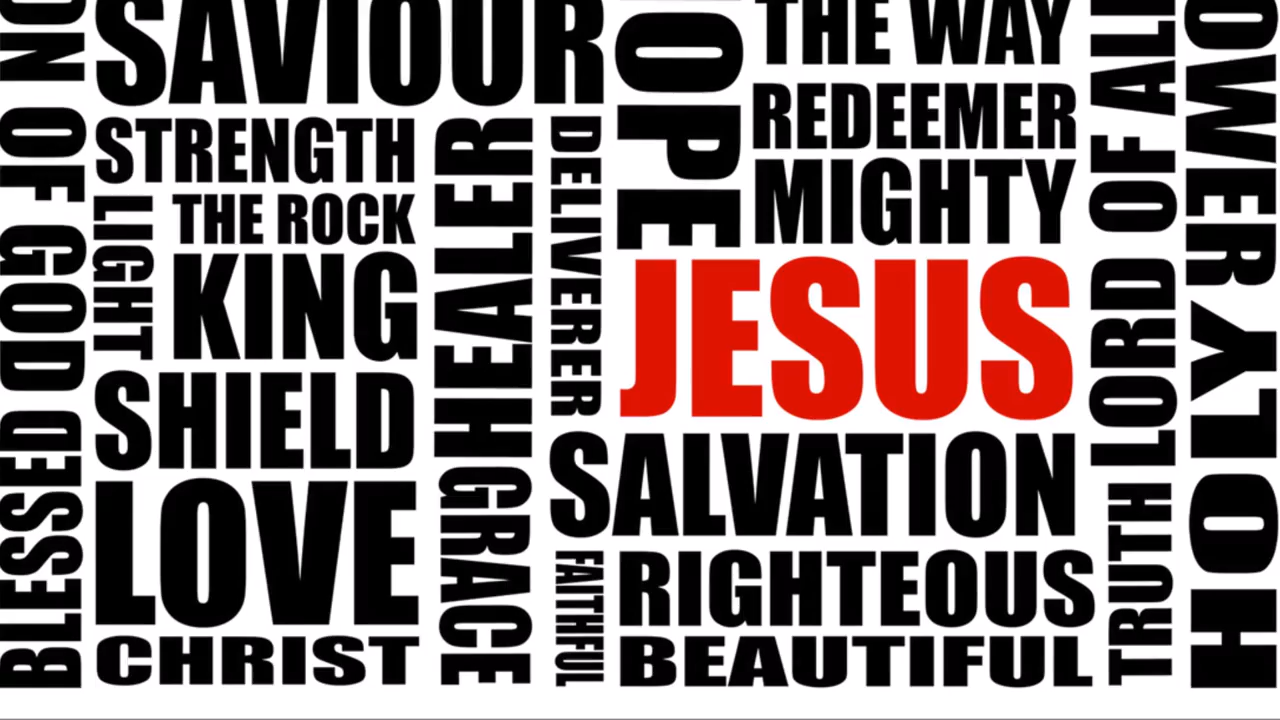 BLESSED GOD OF
SAVIOUR
STRENGTH
LIGHT
THE ROCK
KING
SHIELD
LOVE
CHRIST
HEALER
GRACE
DELIVERER
FAITHFUL
OPE
THE WAY
REDEEMER
MIGHTY
JESUS
SALVATION
RIGHTEOUS
BEAUTIFUL
LORD OF AL
TRUTH
OWER
HOLY